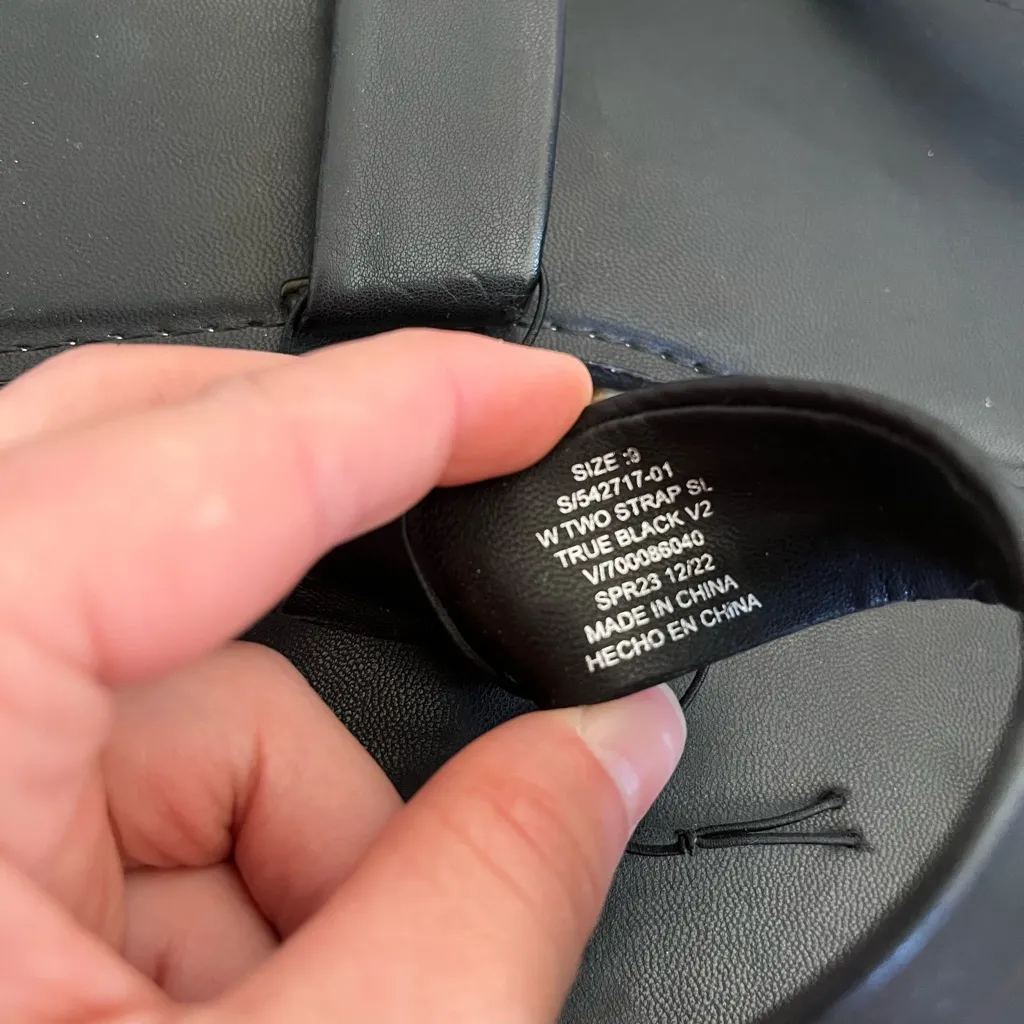 SIZE :9
S/542717-01
W TWO STRAP SL
TRUE BLACK V2
V/700086040
SPR23 12/22
MADE IN CHINA
HECHO EN CHINA